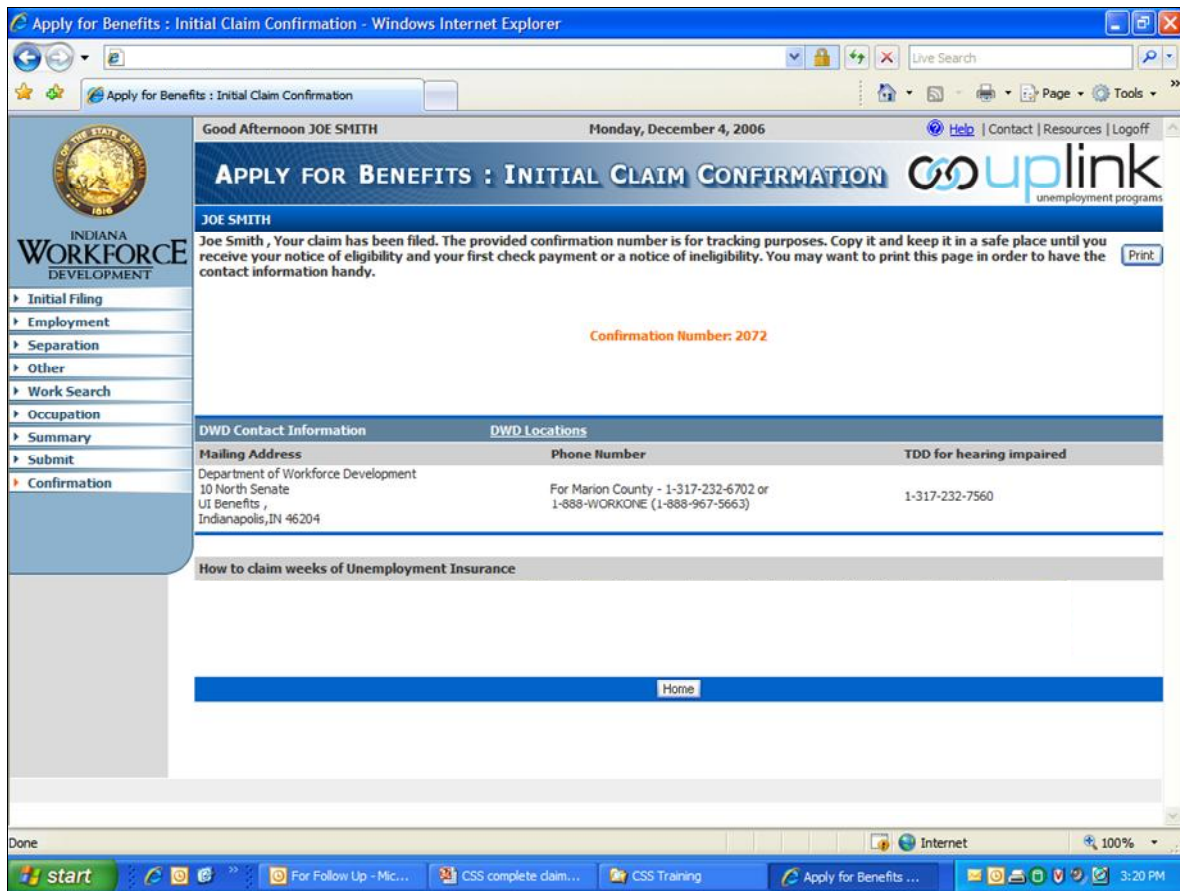 Apply for Benefits : Initial Claim Confirmation - Windows Internet Explorer
Live Search
Apply for Benefits : Initial Claim Confirmation
Page
Tools
Good Afternoon JOE SMITH
Monday, December 4, 2006
Help | Contact | Resources | Logoff
APPLY FOR BENEFITS : INITIAL CLAIM CONFIRMATION
uplink
unemployment programs
1816
INDIANA
WORKFORCE
DEVELOPMENT
JOE SMITH
Joe Smith , Your claim has been filed. The provided confirmation number is for tracking purposes. Copy it and keep it in a safe place until you
receive your notice of eligibility and your first check payment or a notice of ineligibility. You may want to print this page in order to have the
contact information handy.
Print
Initial Filing
Employment
Separation
Other
Work Search
Occupation
Summary
Submit
Confirmation
Confirmation Number: 2072
DWD Contact Information
DWD Locations
Mailing Address
Phone Number
TDD for hearing impaired
Department of Workforce Development
10 North Senate
UI Benefits ,
Indianapolis,IN 46204
For Marion County - 1-317-232-6702 or
1-888-WORKONE (1-888-967-5663)
1-317-232-7560
How to claim weeks of Unemployment Insurance
Home
Done
Internet
100%
start
For Follow Up - Mic...
CSS complete claim...
CSS Training
Apply for Benefits ...
3:20 PM